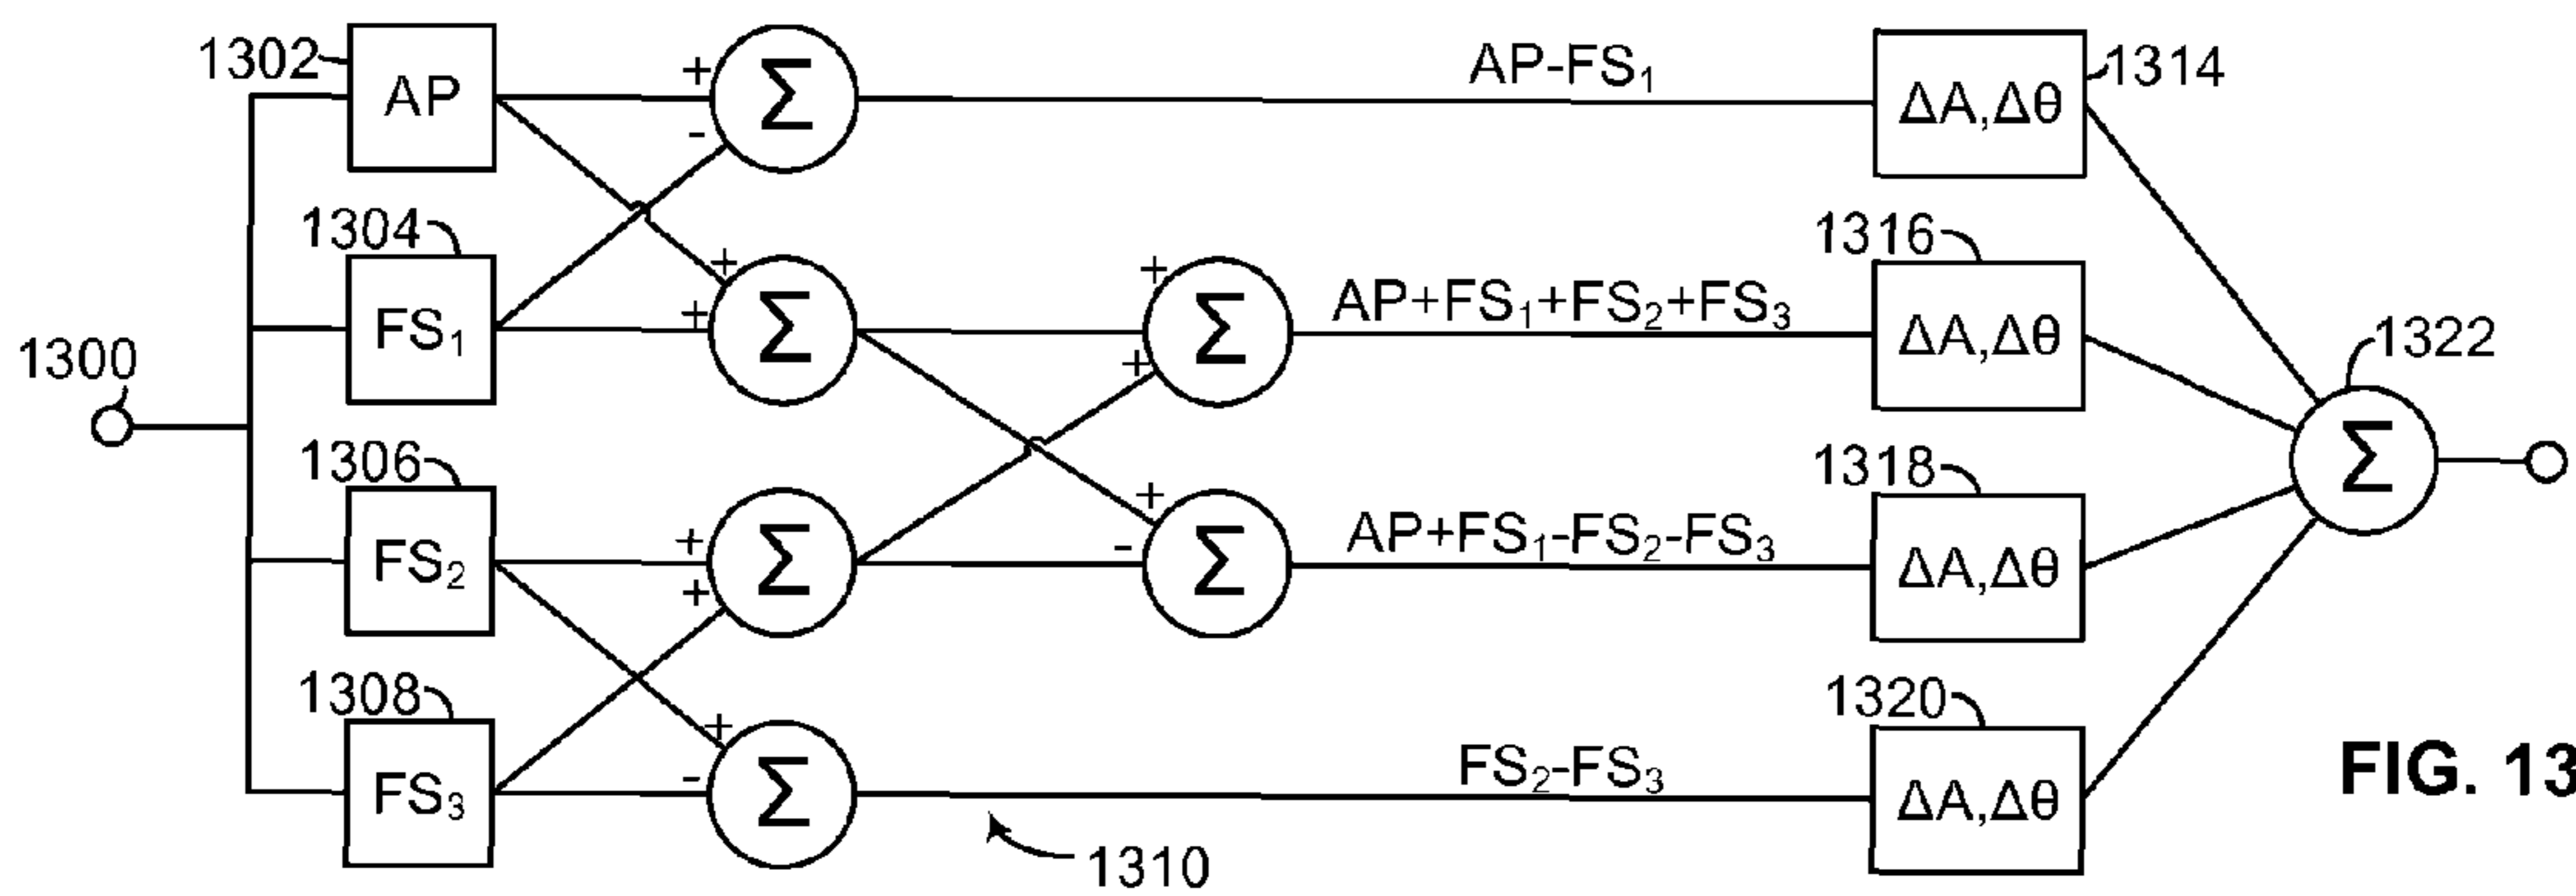 1302
AP
+
-
Σ
AP-FS₁
ΔA,Δθ
1314
1304
FS₁
+
+
Σ
+
+
Σ
AP+FS₁+FS₂+FS₃
1316
ΔA,Δθ
1300
1322
Σ
1306
FS₂
+
+
Σ
+
-
Σ
AP+FS₁-FS₂-FS₃
1318
ΔA,Δθ
1308
FS₃
+
-
Σ
FS₂-FS₃
1320
ΔA,Δθ
FIG. 13
1310